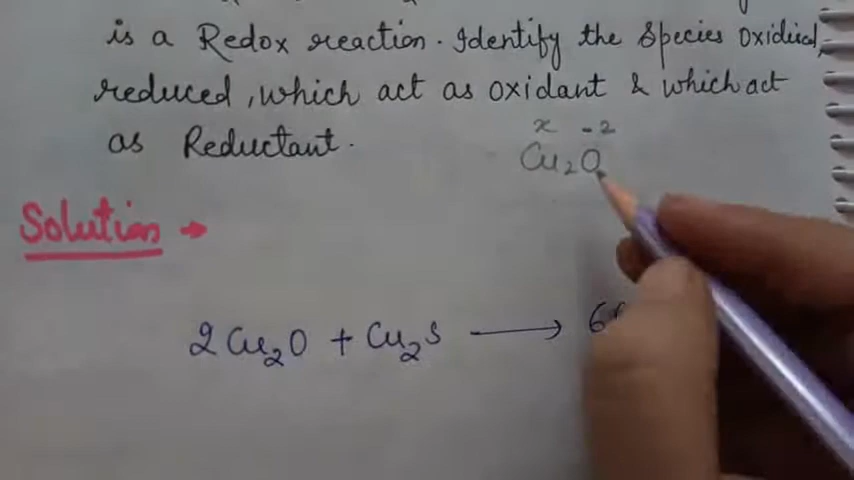 is a Redox reaction. Identify the Species oxidised,
reduced, which act as oxidant & which act
as Reductant.
x -2
Cu₂O
Solution →
2Cu₂O + Cu₂S ⟶ 6